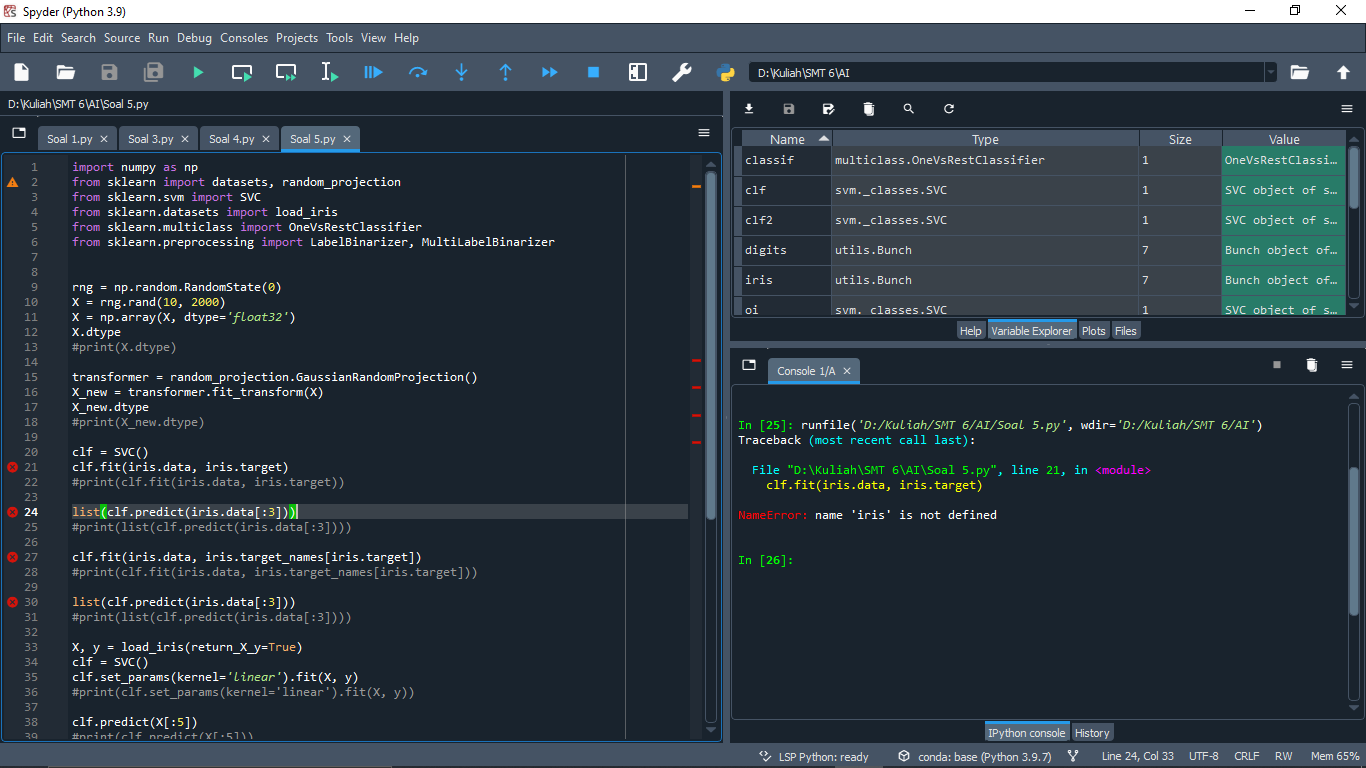 Spyder (Python 3.9)
File Edit Search Source Run Debug Consoles Projects Tools View Help
D:\Kuliah\SMT 6\AI
D:\Kuliah\SMT 6\AI\Soal 5.py
Soal 1.py
Soal 3.py
Soal 4.py
Soal 5.py
1 import numpy as np
2 from sklearn import datasets, random_projection
3 from sklearn.svm import SVC
4 from sklearn.datasets import load_iris
5 from sklearn.multiclass import OneVsRestClassifier
6 from sklearn.preprocessing import LabelBinarizer, MultiLabelBinarizer
7
8
9 rng = np.random.RandomState(0)
10 X = rng.rand(10, 2000)
11 X = np.array(X, dtype='float32')
12 X.dtype
13 #print(X.dtype)
14
15 transformer = random_projection.GaussianRandomProjection()
16 X_new = transformer.fit_transform(X)
17 X_new.dtype
18 #print(X_new.dtype)
19
20 clf = SVC()
21 clf.fit(iris.data, iris.target)
22 #print(clf.fit(iris.data, iris.target))
23
24 list(clf.predict(iris.data[:3]))
25 #print(list(clf.predict(iris.data[:3])))
26
27 clf.fit(iris.data, iris.target_names[iris.target])
28 #print(clf.fit(iris.data, iris.target_names[iris.target]))
29
30 list(clf.predict(iris.data[:3]))
31 #print(list(clf.predict(iris.data[:3])))
32
33 X, y = load_iris(return_X_y=True)
34 clf = SVC()
35 clf.set_params(kernel='linear').fit(X, y)
36 #print(clf.set_params(kernel='linear').fit(X, y))
37
38 clf.predict(X[:5])
39 #print(clf.predict(X[:5]))
Name Type Size Value
classif multiclass.OneVsRestClassifier 1 OneVsRestClassi…
clf svm._classes.SVC 1 SVC object of s…
clf2 svm._classes.SVC 1 SVC object of s…
digits utils.Bunch 7 Bunch object of…
iris utils.Bunch 7 Bunch object of…
oi svm._classes.SVC 1 SVC object of s…
Help Variable Explorer Plots Files
Console 1/A
In [25]: runfile('D:/Kuliah/SMT 6/AI/Soal 5.py', wdir='D:/Kuliah/SMT 6/AI')
Traceback (most recent call last):
File "D:\Kuliah\SMT 6\AI\Soal 5.py", line 21, in <module>
clf.fit(iris.data, iris.target)
NameError: name 'iris' is not defined
In [26]:
IPython console History
LSP Python: ready conda: base (Python 3.9.7) Line 24, Col 33 UTF-8 CRLF RW Mem 65%